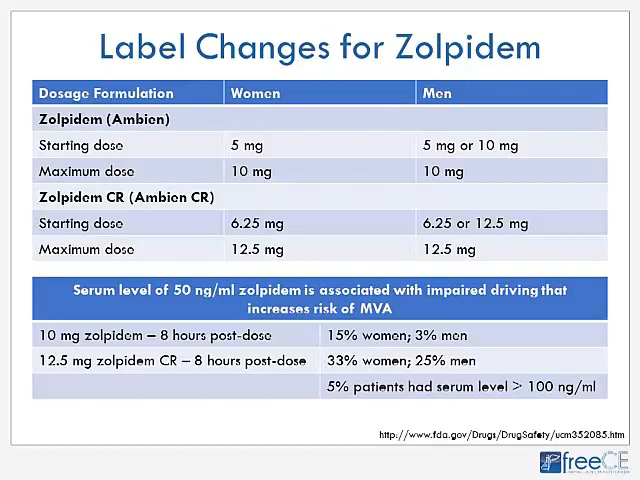 Label Changes for Zolpidem
Dosage Formulation Women Men
Zolpidem (Ambien)
Starting dose 5 mg 5 mg or 10 mg
Maximum dose 10 mg 10 mg
Zolpidem CR (Ambien CR)
Starting dose 6.25 mg 6.25 or 12.5 mg
Maximum dose 12.5 mg 12.5 mg
Serum level of 50 ng/ml zolpidem is associated with impaired driving that
increases risk of MVA
10 mg zolpidem – 8 hours post-dose 15% women; 3% men
12.5 mg zolpidem CR – 8 hours post-dose 33% women; 25% men
5% patients had serum level > 100 ng/ml
http://www.fda.gov/Drugs/DrugSafety/ucm352085.htm
freeCE